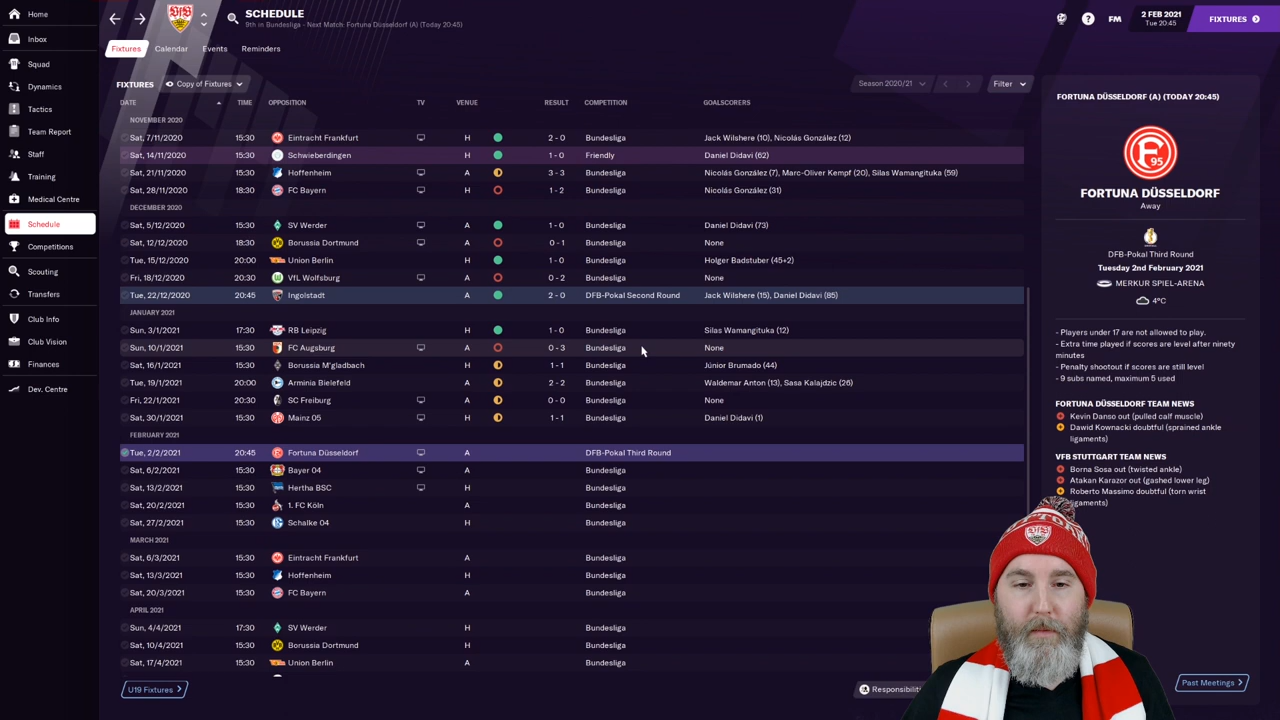 Home
Inbox
Squad
Dynamics
Tactics
Team Report
Staff
Training
Medical Centre
Schedule
Competitions
Scouting
Transfers
Club Info
Club Vision
Finances
Dev. Centre
SCHEDULE
9th in Bundesliga - Next Match: Fortuna Düsseldorf (A) (Today 20:45)
FM
2 FEB 2021
Tue 20:45
FIXTURES
Fixtures Calendar Events Reminders
FIXTURES Copy of Fixtures Season 2020/21 Filter
DATE TIME OPPOSITION TV VENUE RESULT COMPETITION GOALSCORERS
NOVEMBER 2020
Sat, 7/11/2020 15:30 Eintracht Frankfurt H 2 - 0 Bundesliga Jack Wilshere (10), Nicolás González (12)
Sat, 14/11/2020 15:30 Schwieberdingen H 1 - 0 Friendly Daniel Didavi (62)
Sat, 21/11/2020 15:30 Hoffenheim A 3 - 3 Bundesliga Nicolás González (7), Marc-Oliver Kempf (20), Silas Wamangituka (59)
Sat, 28/11/2020 18:30 FC Bayern H 1 - 2 Bundesliga Nicolás González (31)
DECEMBER 2020
Sat, 5/12/2020 15:30 SV Werder A 1 - 0 Bundesliga Daniel Didavi (73)
Sat, 12/12/2020 18:30 Borussia Dortmund A 0 - 1 Bundesliga None
Tue, 15/12/2020 20:00 Union Berlin H 1 - 0 Bundesliga Holger Badstuber (45+2)
Fri, 18/12/2020 20:30 VfL Wolfsburg A 0 - 2 Bundesliga None
Tue, 22/12/2020 20:45 Ingolstadt A 2 - 0 DFB-Pokal Second Round Jack Wilshere (15), Daniel Didavi (85)
JANUARY 2021
Sun, 3/1/2021 17:30 RB Leipzig H 1 - 0 Bundesliga Silas Wamangituka (12)
Sun, 10/1/2021 15:30 FC Augsburg A 0 - 3 Bundesliga None
Sat, 16/1/2021 15:30 Borussia M'gladbach H 1 - 1 Bundesliga Júnior Brumado (44)
Tue, 19/1/2021 20:00 Arminia Bielefeld A 2 - 2 Bundesliga Waldemar Anton (13), Sasa Kalajdzic (26)
Fri, 22/1/2021 20:30 SC Freiburg A 0 - 0 Bundesliga None
Sat, 30/1/2021 15:30 Mainz 05 H 1 - 1 Bundesliga Daniel Didavi (1)
FEBRUARY 2021
Tue, 2/2/2021 20:45 Fortuna Düsseldorf A DFB-Pokal Third Round
Sat, 6/2/2021 15:30 Bayer 04 A Bundesliga
Sat, 13/2/2021 15:30 Hertha BSC H Bundesliga
Sat, 20/2/2021 15:30 1. FC Köln A Bundesliga
Sat, 27/2/2021 15:30 Schalke 04 H Bundesliga
MARCH 2021
Sat, 6/3/2021 15:30 Eintracht Frankfurt A Bundesliga
Sat, 13/3/2021 15:30 Hoffenheim H Bundesliga
Sat, 20/3/2021 15:30 FC Bayern A Bundesliga
APRIL 2021
Sun, 4/4/2021 17:30 SV Werder H Bundesliga
Sat, 10/4/2021 15:30 Borussia Dortmund H Bundesliga
Sat, 17/4/2021 15:30 Union Berlin A Bundesliga
U19 Fixtures
FORTUNA DÜSSELDORF (A) (TODAY 20:45)
F95
FORTUNA DÜSSELDORF
Away
DFB-Pokal Third Round
Tuesday 2nd February 2021
MERKUR SPIEL-ARENA
4°C
- Players under 17 are not allowed to play.
- Extra time played if scores are level after ninety
minutes
- Penalty shootout if scores are still level
- 9 subs named, maximum 5 used
FORTUNA DÜSSELDORF TEAM NEWS
Kevin Danso out (pulled calf muscle)
Dawid Kownacki doubtful (sprained ankle
ligaments)
VFB STUTTGART TEAM NEWS
Borna Sosa out (twisted ankle)
Atakan Karazor out (gashed lower leg)
Roberto Massimo doubtful (torn wrist
ligaments)
Past Meetings